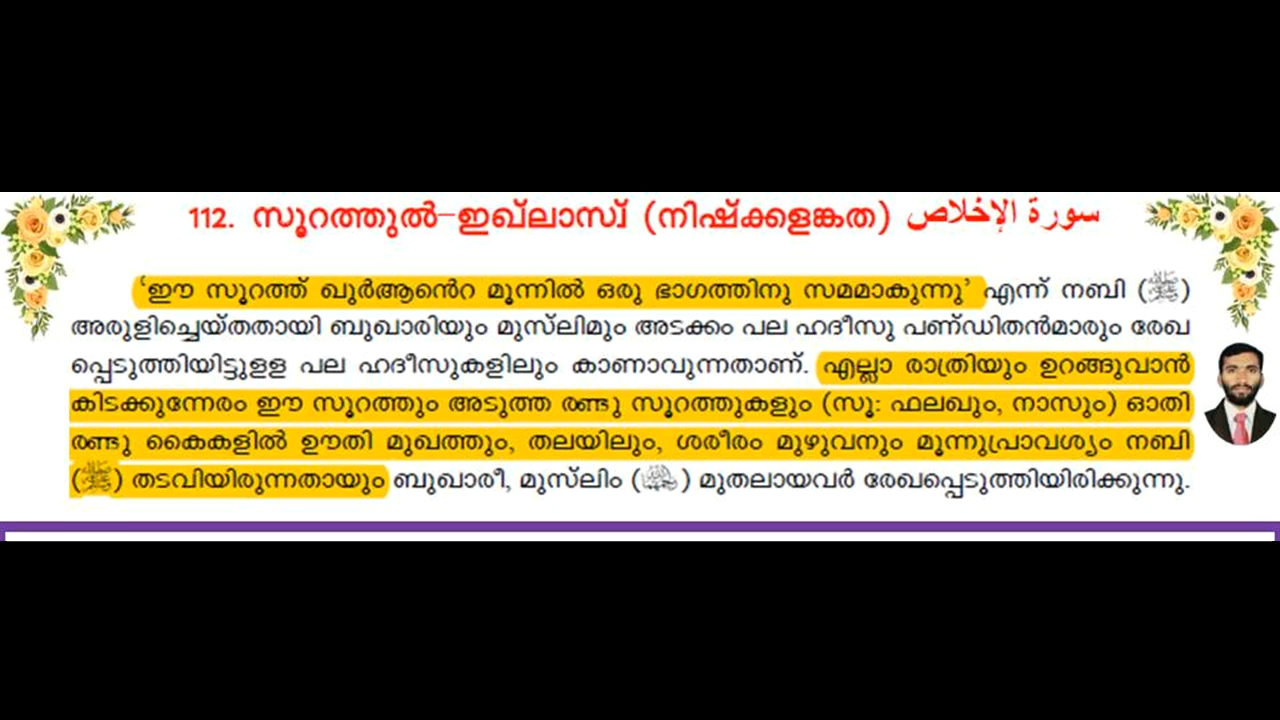 112. സൂറത്തുൽ–ഇഖ്ലാസ്വ് (നിഷ്ക്കളങ്കത) سورة الإخلاص
‘ഈ സൂറത്ത് ഖുർആന്റെ മൂന്നിൽ ഒരു ഭാഗത്തിനു സമമാകുന്നു’ എന്ന് നബി (ﷺ)
അരുളിച്ചെയ്തതായി ബുഖാരിയും മുസ്‌ലിമും അടക്കം പല ഹദീസു പണ്ഡിതൻമാരും രേഖ
പ്പെടുത്തിയിട്ടുളള പല ഹദീസുകളിലും കാണാവുന്നതാണ്. എല്ലാ രാത്രിയും ഉറങ്ങുവാൻ
കിടക്കുന്നേരം ഈ സൂറത്തും അടുത്ത രണ്ടു സൂറത്തുകളും (സൂ: ഫലഖും, നാസും) ഓതി
രണ്ടു കൈകളിൽ ഊതി മുഖത്തും, തലയിലും, ശരീരം മുഴുവനും മൂന്നുപ്രാവശ്യം നബി
(ﷺ) തടവിയിരുന്നതായും ബുഖാരീ, മുസ്‌ലിം () മുതലായവർ രേഖപ്പെടുത്തിയിരിക്കുന്നു.